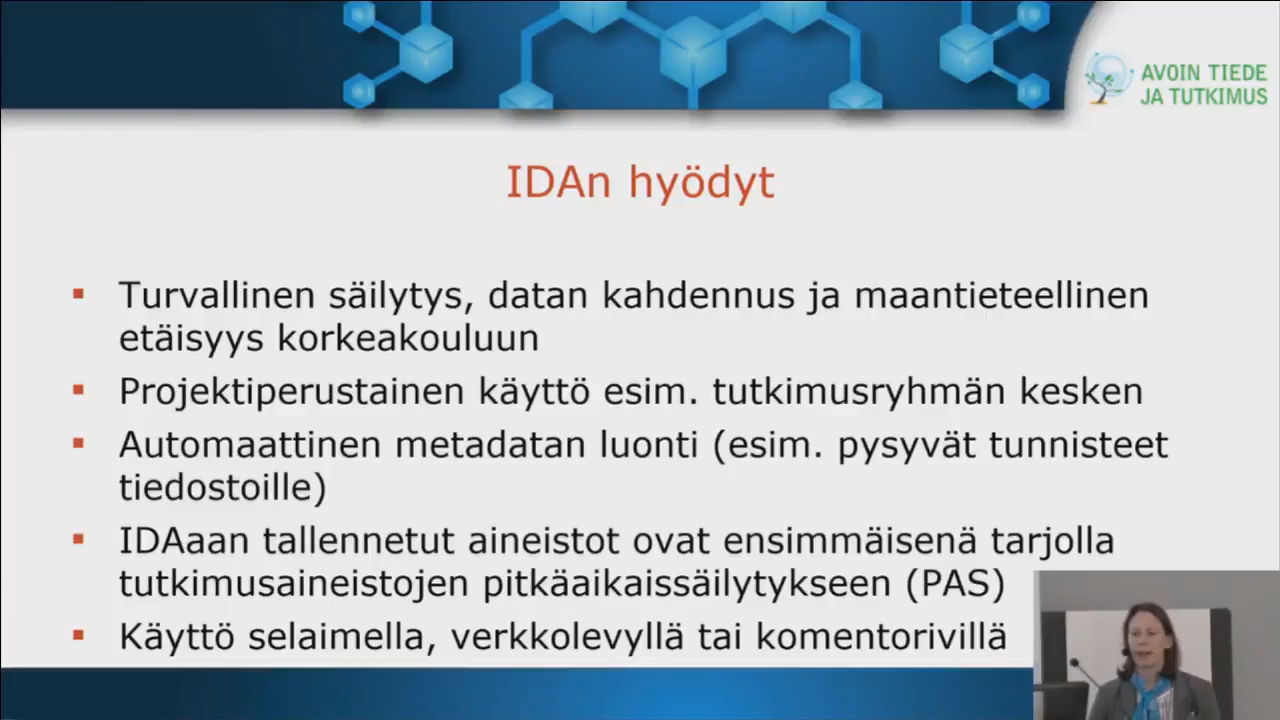 AVOIN TIEDE
JA TUTKIMUS
IDAn hyödyt
Turvallinen säilytys, datan kahdennus ja maantieteellinen
etäisyys korkeakouluun
Projektiperustainen käyttö esim. tutkimusryhmän kesken
Automaattinen metadatan luonti (esim. pysyvät tunnisteet
tiedostoille)
IDAaan tallennetut aineistot ovat ensimmäisenä tarjolla
tutkimusaineistojen pitkäaikaissäilytykseen (PAS)
Käyttö selaimella, verkkolevyllä tai komentorivillä